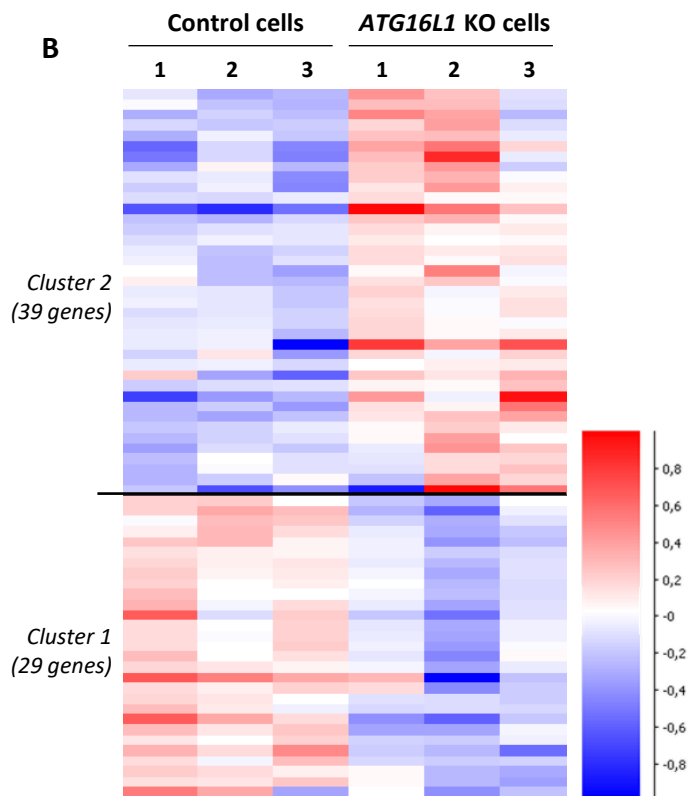 B
Control cells ATG16L1 KO cells
1 2 3 1 2 3
Cluster 2
(39 genes)
Cluster 1
(29 genes)
0,8
0,6
0,4
0,2
-0
-0,2
-0,4
-0,6
-0,8